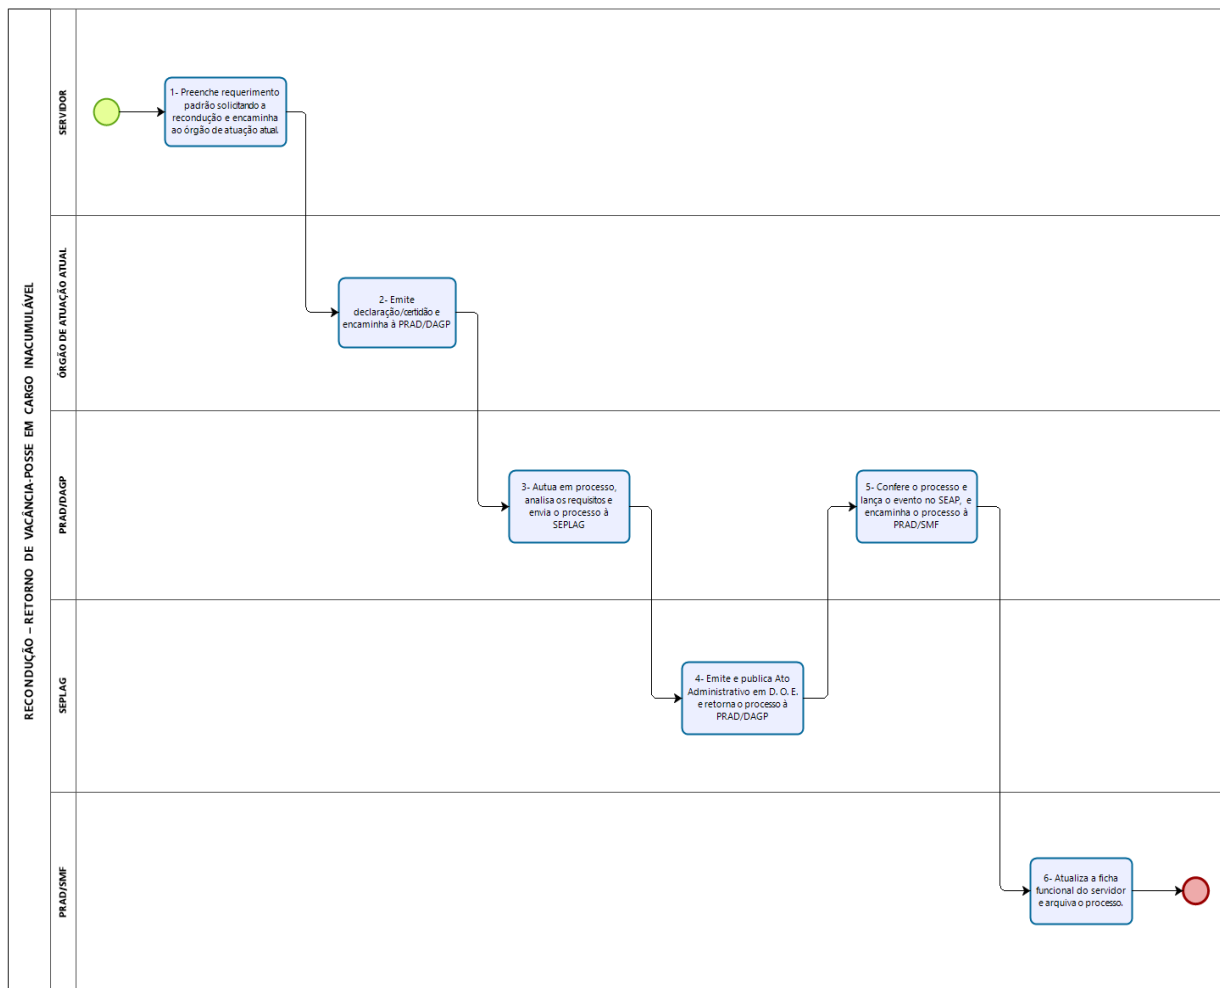 RECONDUÇÃO – RETORNO DE VACÂNCIA-POSSE EM CARGO INACUMULÁVEL
SERVIDOR
1- Preenche requerimento
padrão solicitando a
recondução e encaminha
ao órgão de atuação atual.
ÓRGÃO DE ATUAÇÃO ATUAL
2- Emite
declaração/certidão e
encaminha à PRAD/DAGP
PRAD/DAGP
3- Autua em processo,
analisa os requisitos e
envia o processo à
SEPLAG
5- Confere o processo e
lança o evento no SEAP, e
encaminha o processo à
PRAD/SMF
SEPLAG
4- Emite e publica Ato
Administrativo em D. O. E.
e retorna o processo à
PRAD/DAGP
PRAD/SMF
6- Atualiza a ficha
funcional do servidor
e arquiva o processo.